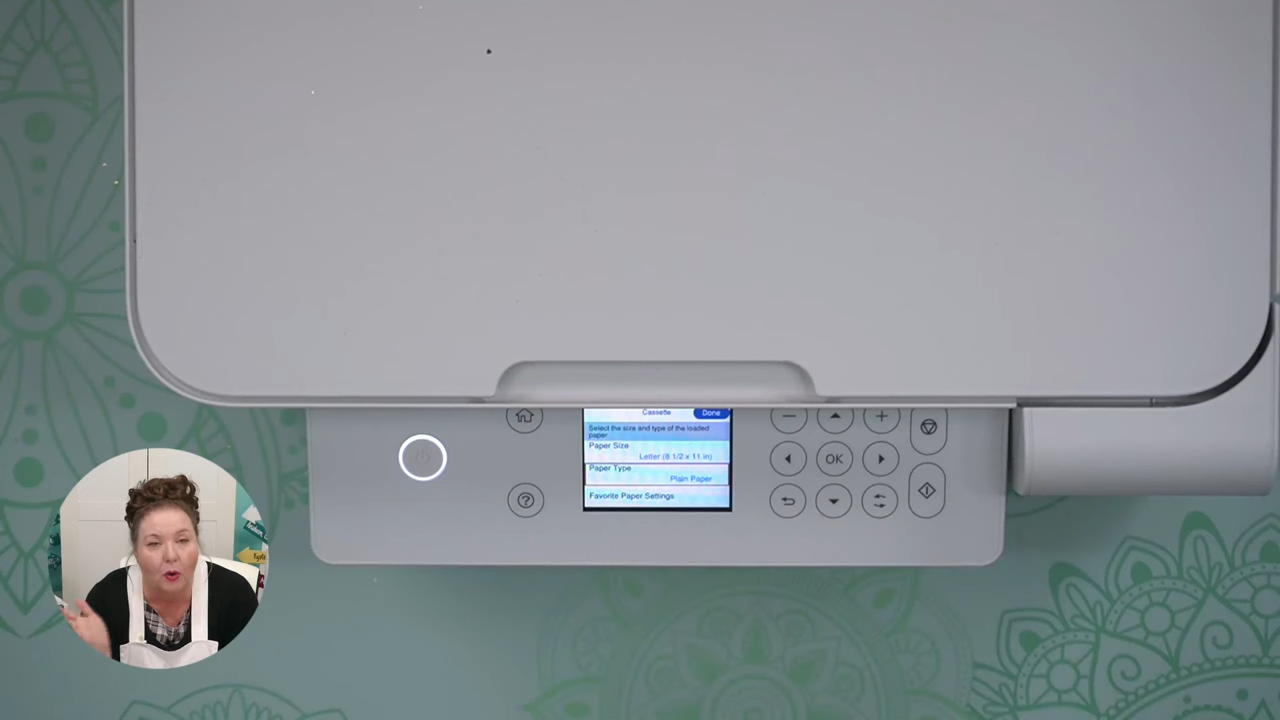 Cassette
Done
Select the size and type of the loaded
paper
Paper Size
Letter (8 1/2 x 11 in)
Paper Type
Plain Paper
Favorite Paper Settings
OK